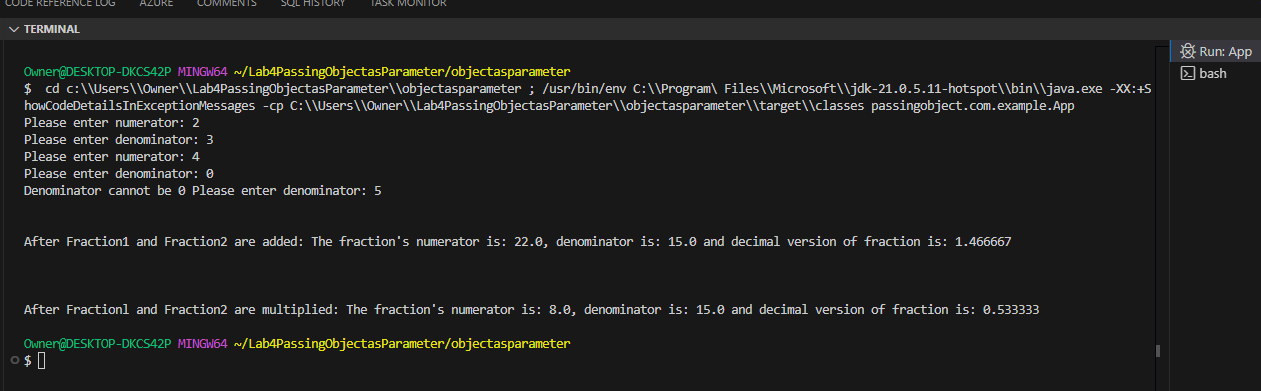 CODE REFERENCE LOG AZURE COMMENTS SQL HISTORY TASK MONITOR
TERMINAL
Run: App
bash
Owner@DESKTOP-DKCS42P MINGW64 ~/Lab4PassingObjectasParameter/objectasparameter
$  cd c:\\Users\\Owner\\Lab4PassingObjectasParameter\\objectasparameter ; /usr/bin/env C:\\Program\ Files\\Microsoft\\jdk-21.0.5.11-hotspot\\bin\\java.exe -XX:+S
howCodeDetailsInExceptionMessages -cp C:\\Users\\Owner\\Lab4PassingObjectasParameter\\objectasparameter\\target\\classes passingobject.com.example.App
Please enter numerator: 2
Please enter denominator: 3
Please enter numerator: 4
Please enter denominator: 0
Denominator cannot be 0 Please enter denominator: 5
After Fraction1 and Fraction2 are added: The fraction's numerator is: 22.0, denominator is: 15.0 and decimal version of fraction is: 1.466667
After Fractionl and Fraction2 are multiplied: The fraction's numerator is: 8.0, denominator is: 15.0 and decimal version of fraction is: 0.533333
Owner@DESKTOP-DKCS42P MINGW64 ~/Lab4PassingObjectasParameter/objectasparameter
$